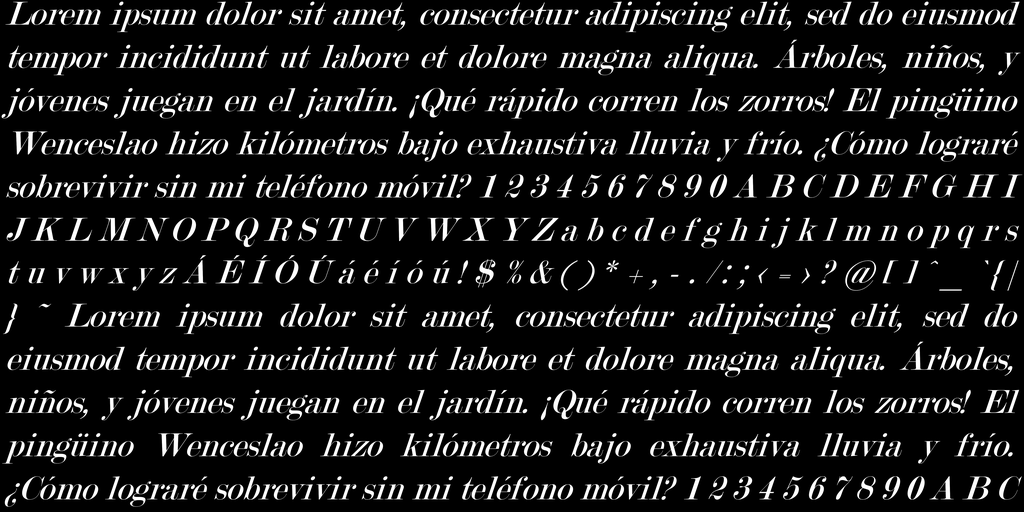 Lorem ipsum dolor sit amet, consectetur adipiscing elit, sed do eiusmod
tempor incididunt ut labore et dolore magna aliqua. Árboles, niños, y
jóvenes juegan en el jardín. ¡Qué rápido corren los zorros! El pingüino
Wenceslao hizo kilómetros bajo exhaustiva lluvia y frío. ¿Cómo lograré
sobrevivir sin mi teléfono móvil? 1 2 3 4 5 6 7 8 9 0 A B C D E F G H I
J K L M N O P Q R S T U V W X Y Z a b c d e f g h i j k l m n o p q r s
t u v w x y z Á É Í Ó Ú á é í ó ú ! $ % & ( ) * + , - . / : ; < = > ? @ [ ] ^ _ ` { |
} ~ Lorem ipsum dolor sit amet, consectetur adipiscing elit, sed do
eiusmod tempor incididunt ut labore et dolore magna aliqua. Árboles,
niños, y jóvenes juegan en el jardín. ¡Qué rápido corren los zorros! El
pingüino Wenceslao hizo kilómetros bajo exhaustiva lluvia y frío.
¿Cómo lograré sobrevivir sin mi teléfono móvil? 1 2 3 4 5 6 7 8 9 0 A B C